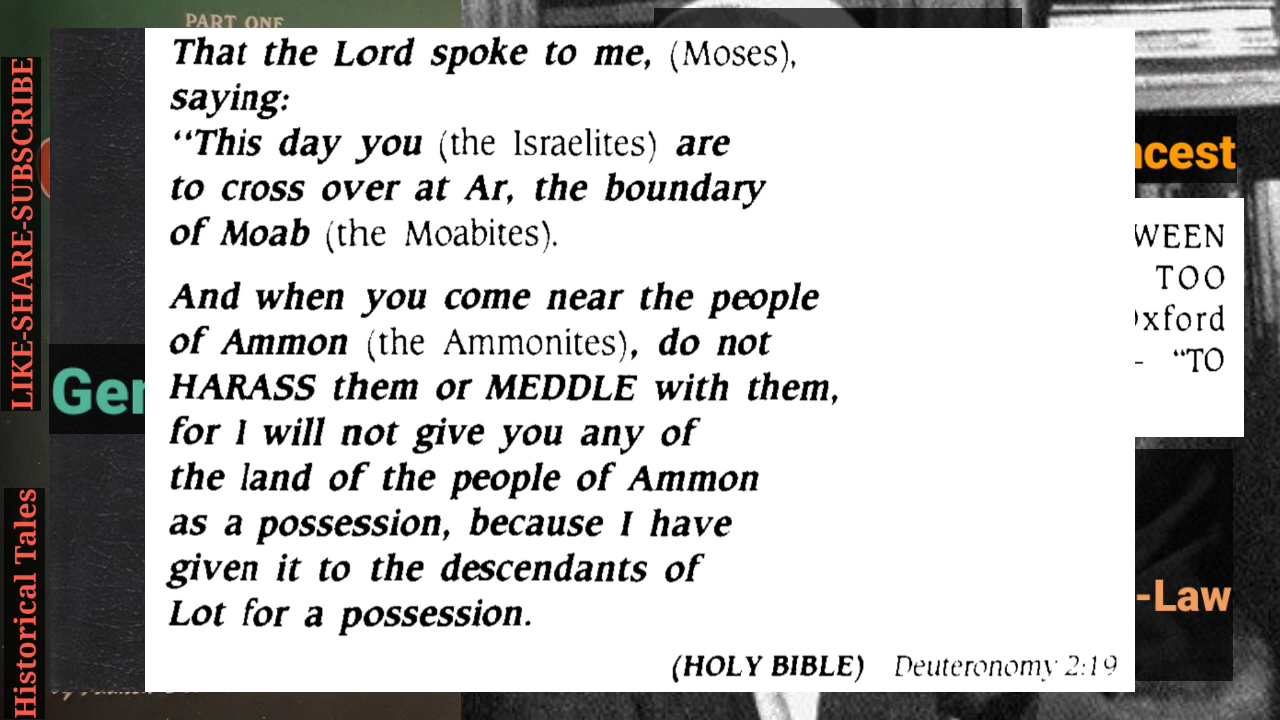 PART ONE
LIKE-SHARE-SUBSCRIBE
Historical Tales
That the Lord spoke to me, (Moses),
saying:
“This day you (the Israelites) are
to cross over at Ar, the boundary
of Moab (the Moabites).
And when you come near the people
of Ammon (the Ammonites), do not
HARASS them or MEDDLE with them,
for I will not give you any of
the land of the people of Ammon
as a possession, because I have
given it to the descendants of
Lot for a possession.
(HOLY BIBLE) Deuteronomy 2:19
Gen
ncest
WEEN
TOO
Oxford
- “TO
-Law